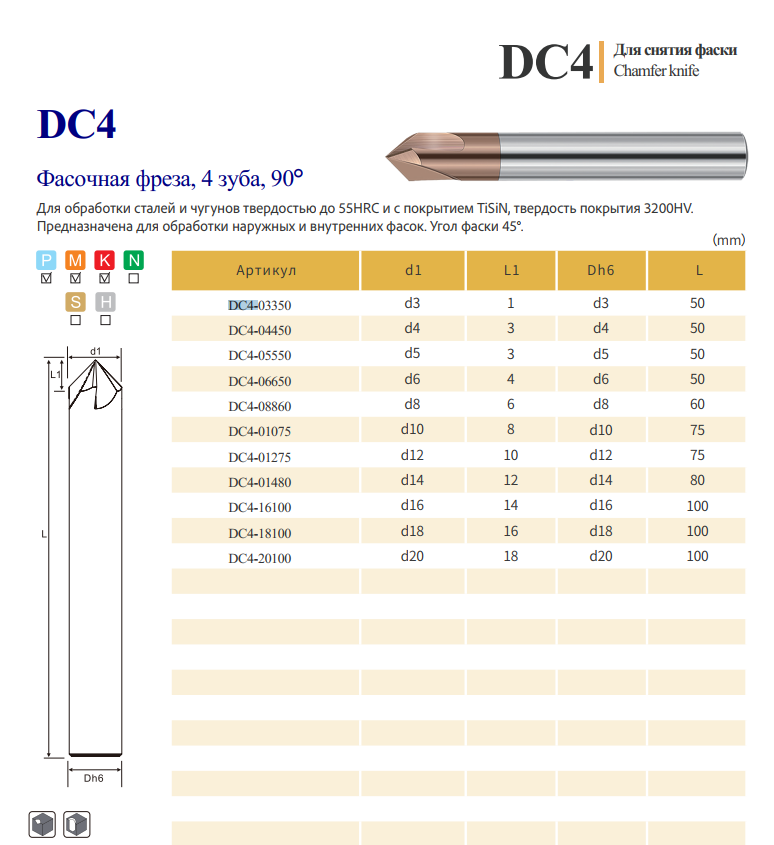 DC4
Для снятия фаски
Chamfer knife
DC4
Фасочная фреза, 4 зуба, 90°
Для обработки сталей и чугунов твердостью до 55HRC и с покрытием TiSiN, твердость покрытия 3200HV.
Предназначена для обработки наружных и внутренних фасок. Угол фаски 45°.
(mm)
P M K N
S H
d1
L1
L
Dh6
Артикул d1 L1 Dh6 L
DC4-03350 d3 1 d3 50
DC4-04450 d4 3 d4 50
DC4-05550 d5 3 d5 50
DC4-06650 d6 4 d6 50
DC4-08860 d8 6 d8 60
DC4-01075 d10 8 d10 75
DC4-01275 d12 10 d12 75
DC4-01480 d14 12 d14 80
DC4-16100 d16 14 d16 100
DC4-18100 d18 16 d18 100
DC4-20100 d20 18 d20 100